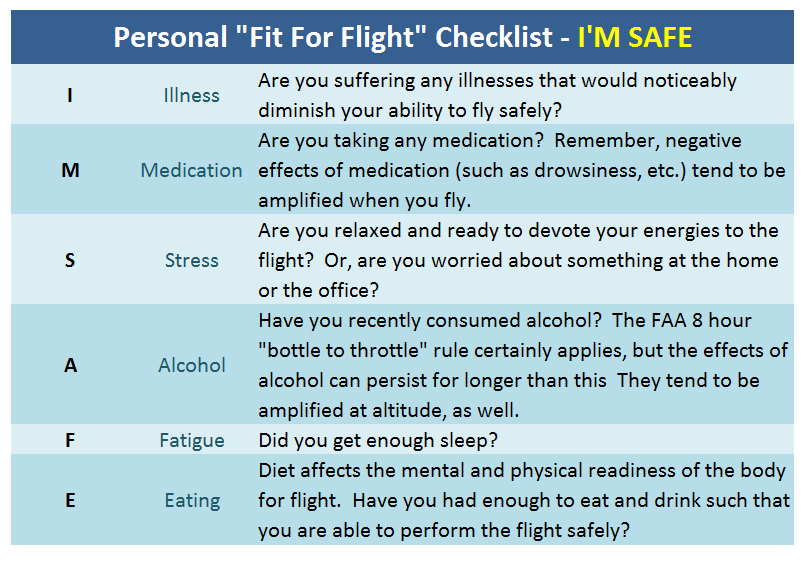 Personal "Fit For Flight" Checklist - I'M SAFE
I Illness Are you suffering any illnesses that would noticeably
diminish your ability to fly safely?
Are you taking any medication?  Remember, negative
M Medication effects of medication (such as drowsiness, etc.) tend to be
amplified when you fly.
Are you relaxed and ready to devote your energies to the
S Stress flight?  Or, are you worried about something at the home
or the office?
Have you recently consumed alcohol?  The FAA 8 hour
"bottle to throttle" rule certainly applies, but the effects of
A Alcohol alcohol can persist for longer than this  They tend to be
amplified at altitude, as well.
F Fatigue Did you get enough sleep?
Diet affects the mental and physical readiness of the body
E Eating for flight.  Have you had enough to eat and drink such that
you are able to perform the flight safely?